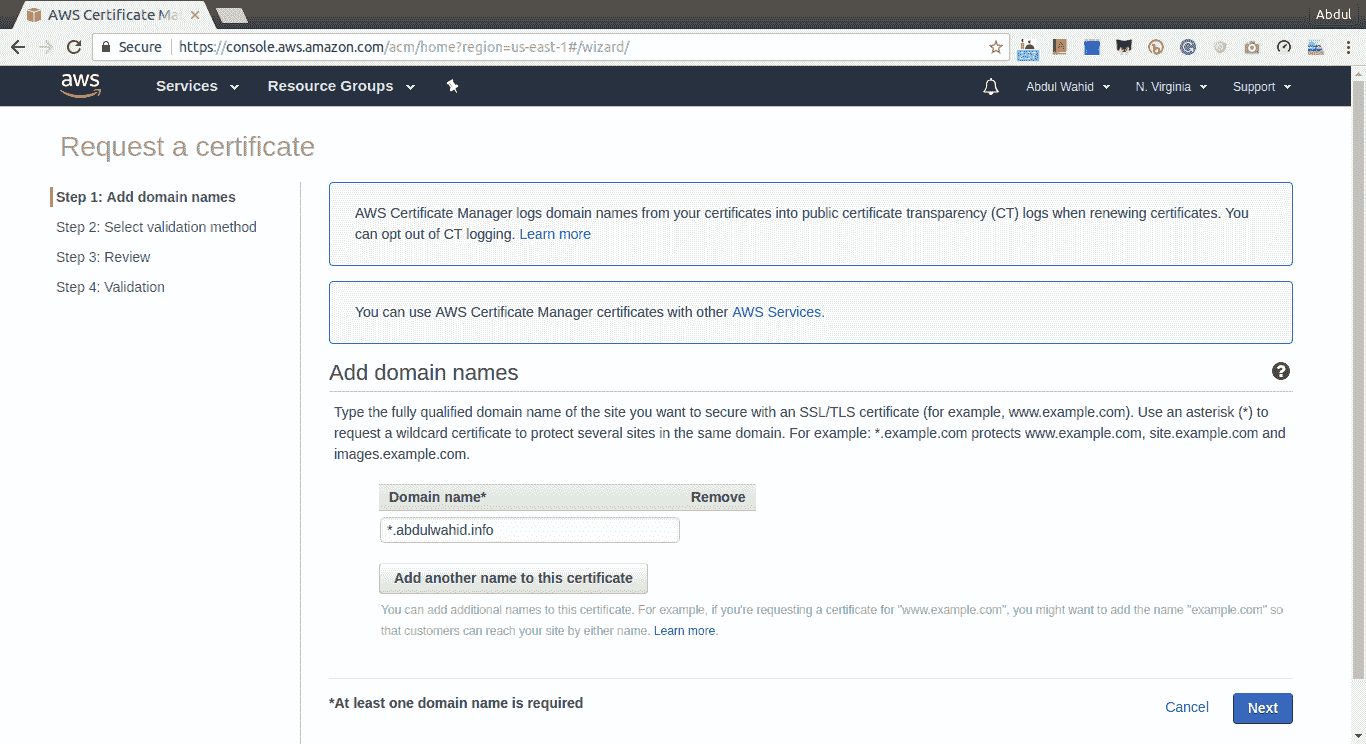 AWS Certificate Ma
Abdul
Secure https://console.aws.amazon.com/acm/home?region=us-east-1#/wizard/
aws Services Resource Groups Abdul Wahid N. Virginia Support
Request a certificate
Step 1: Add domain names
Step 2: Select validation method
Step 3: Review
Step 4: Validation
AWS Certificate Manager logs domain names from your certificates into public certificate transparency (CT) logs when renewing certificates. You
can opt out of CT logging. Learn more
You can use AWS Certificate Manager certificates with other AWS Services.
Add domain names
Type the fully qualified domain name of the site you want to secure with an SSL/TLS certificate (for example, www.example.com). Use an asterisk (*) to
request a wildcard certificate to protect several sites in the same domain. For example: *.example.com protects www.example.com, site.example.com and
images.example.com.
Domain name* Remove
*.abdulwahid.info
Add another name to this certificate
You can add additional names to this certificate. For example, if you're requesting a certificate for "www.example.com", you might want to add the name "example.com" so
that customers can reach your site by either name. Learn more.
*At least one domain name is required
Cancel Next